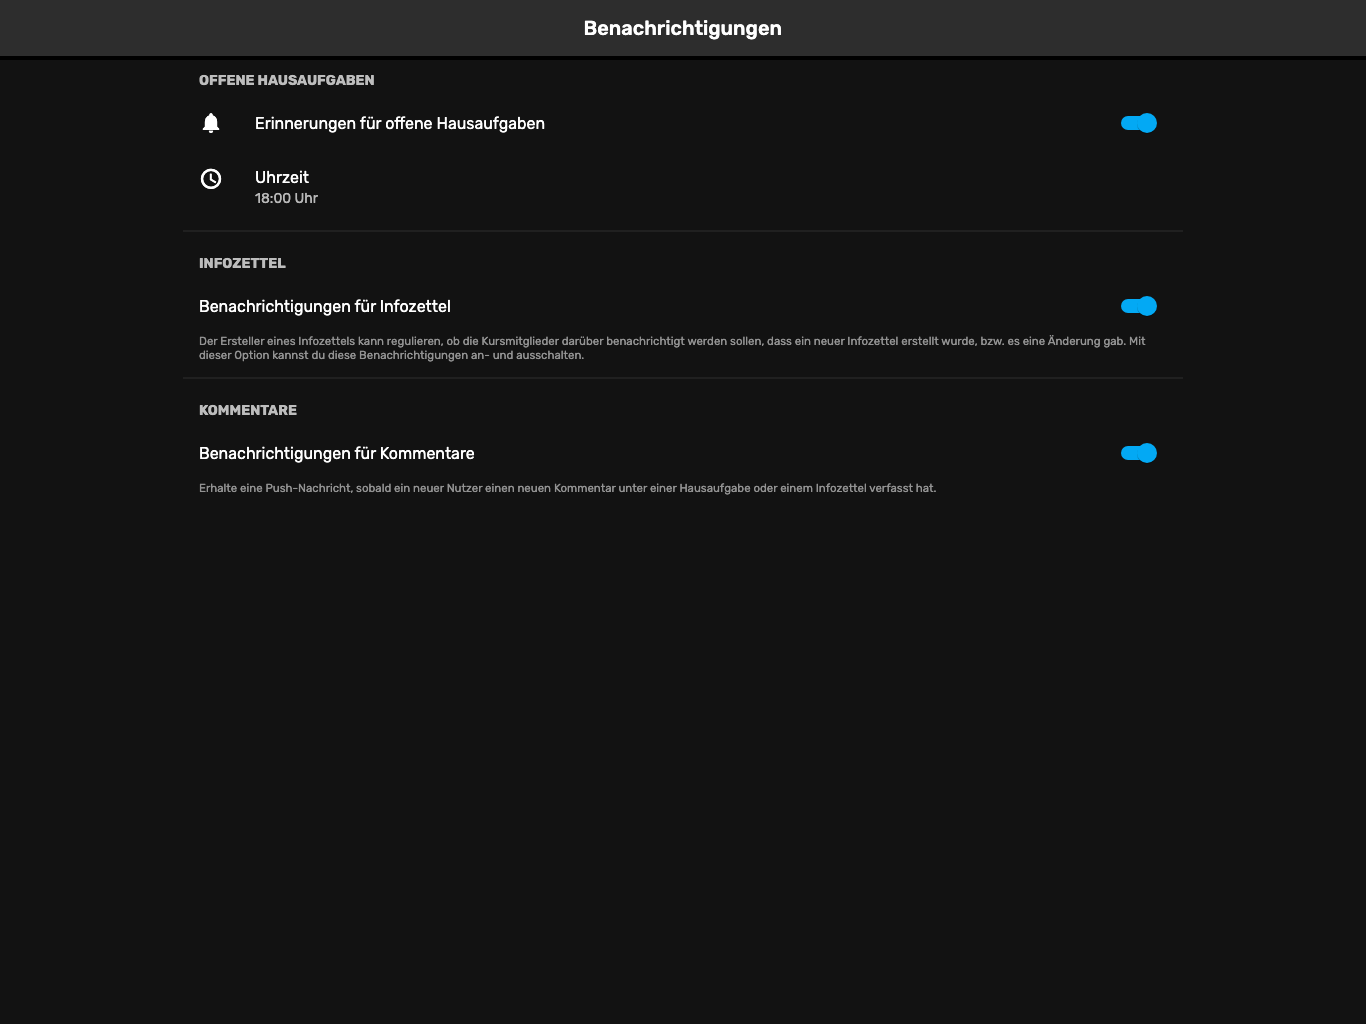 Benachrichtigungen
OFFENE HAUSAUFGABEN
Erinnerungen für offene Hausaufgaben
Uhrzeit
18:00 Uhr
INFOZETTEL
Benachrichtigungen für Infozettel
Der Ersteller eines Infozettels kann regulieren, ob die Kursmitglieder darüber benachrichtigt werden sollen, dass ein neuer Infozettel erstellt wurde, bzw. es eine Änderung gab. Mit
dieser Option kannst du diese Benachrichtigungen an- und ausschalten.
KOMMENTARE
Benachrichtigungen für Kommentare
Erhalte eine Push-Nachricht, sobald ein neuer Nutzer einen neuen Kommentar unter einer Hausaufgabe oder einem Infozettel verfasst hat.